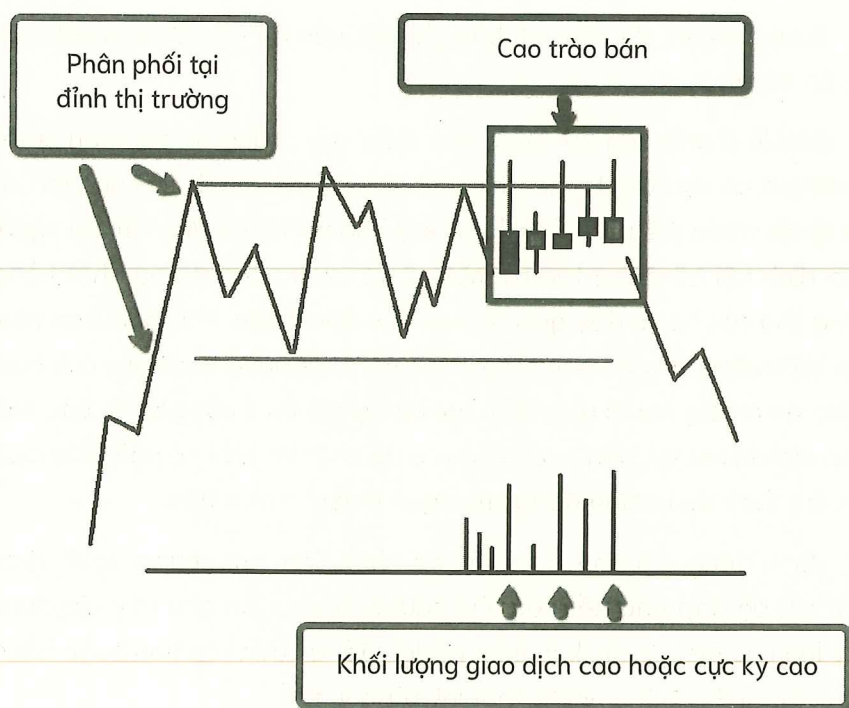 Phân phối tại
đỉnh thị trường
Cao trào bán
Khối lượng giao dịch cao hoặc cực kỳ cao